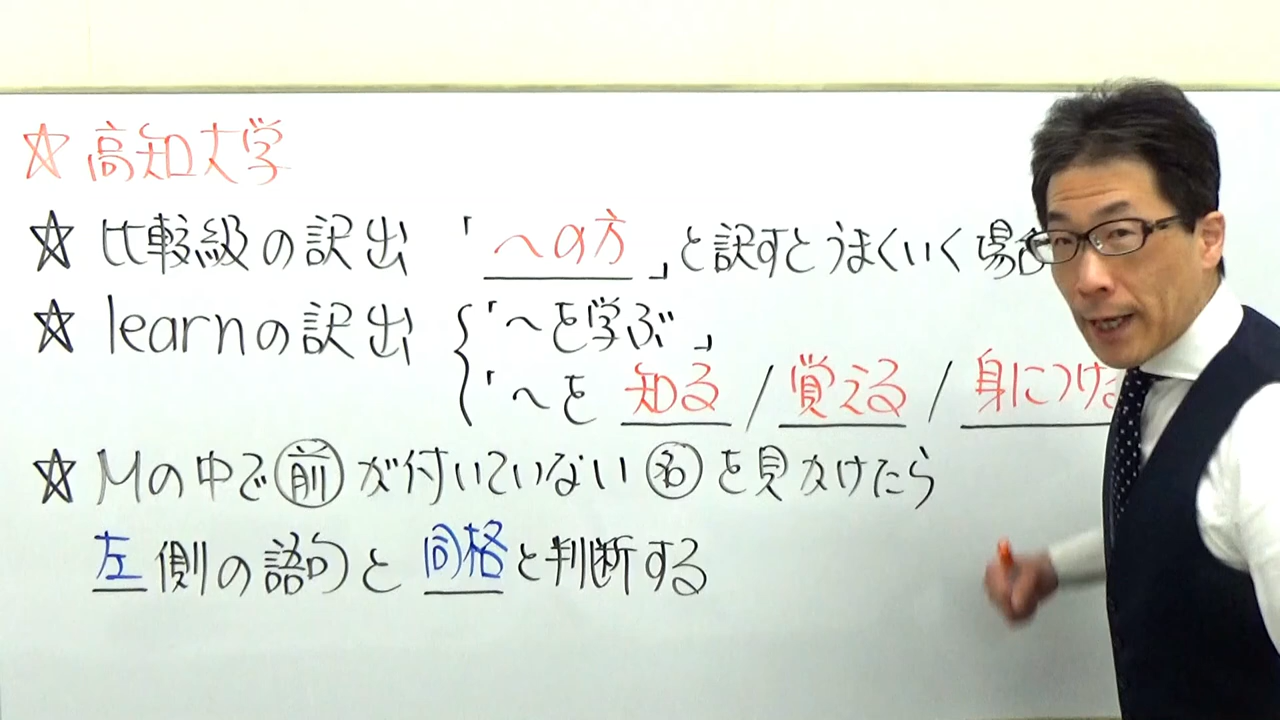 ☆ 高知大学
☆ 比較級の訳出 「〜の方」と訳すとうまくいく場合
☆ learnの訳出 「〜を学ぶ」
「〜を 知る / 覚える / 身につける
☆ Mの中で前が付いていない名を見かけたら
左側の語句と同格と判断する